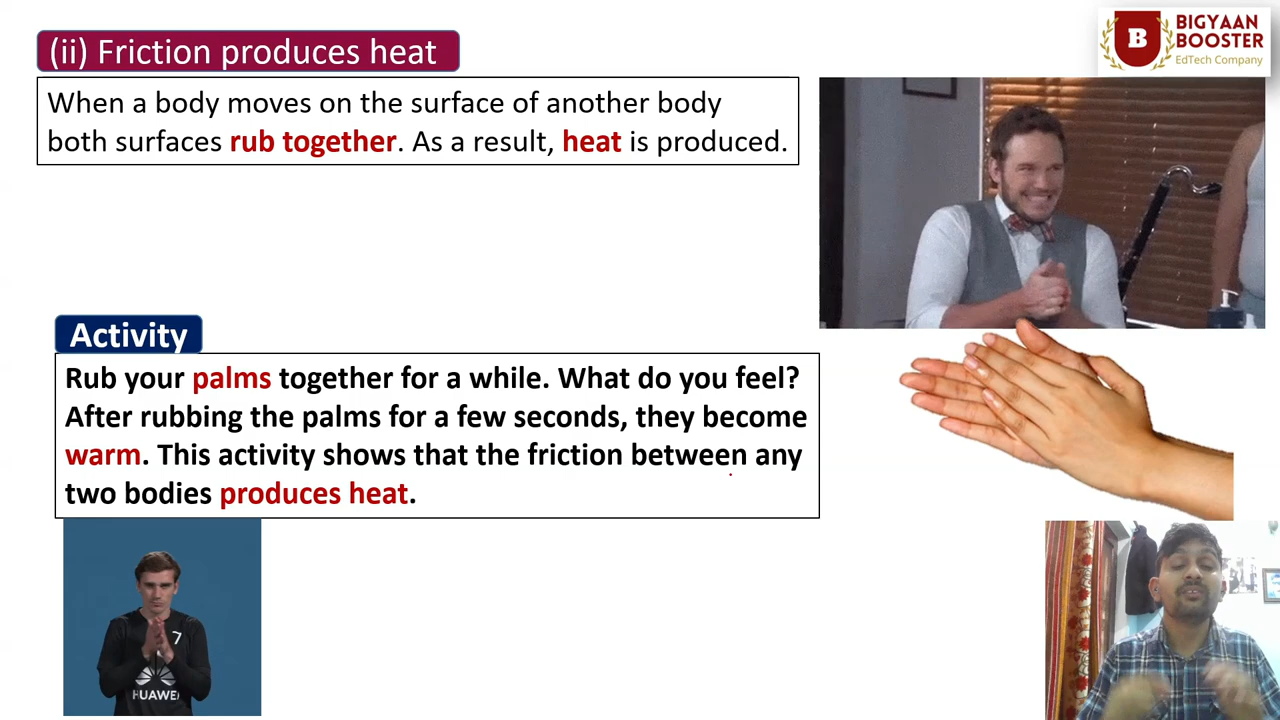 (ii) Friction produces heat
B
BIGYAAN
BOOSTER
EdTech Company
When a body moves on the surface of another body
both surfaces rub together. As a result, heat is produced.
Activity
Rub your palms together for a while. What do you feel?
After rubbing the palms for a few seconds, they become
warm. This activity shows that the friction between any
two bodies produces heat.
7
HUAWEI